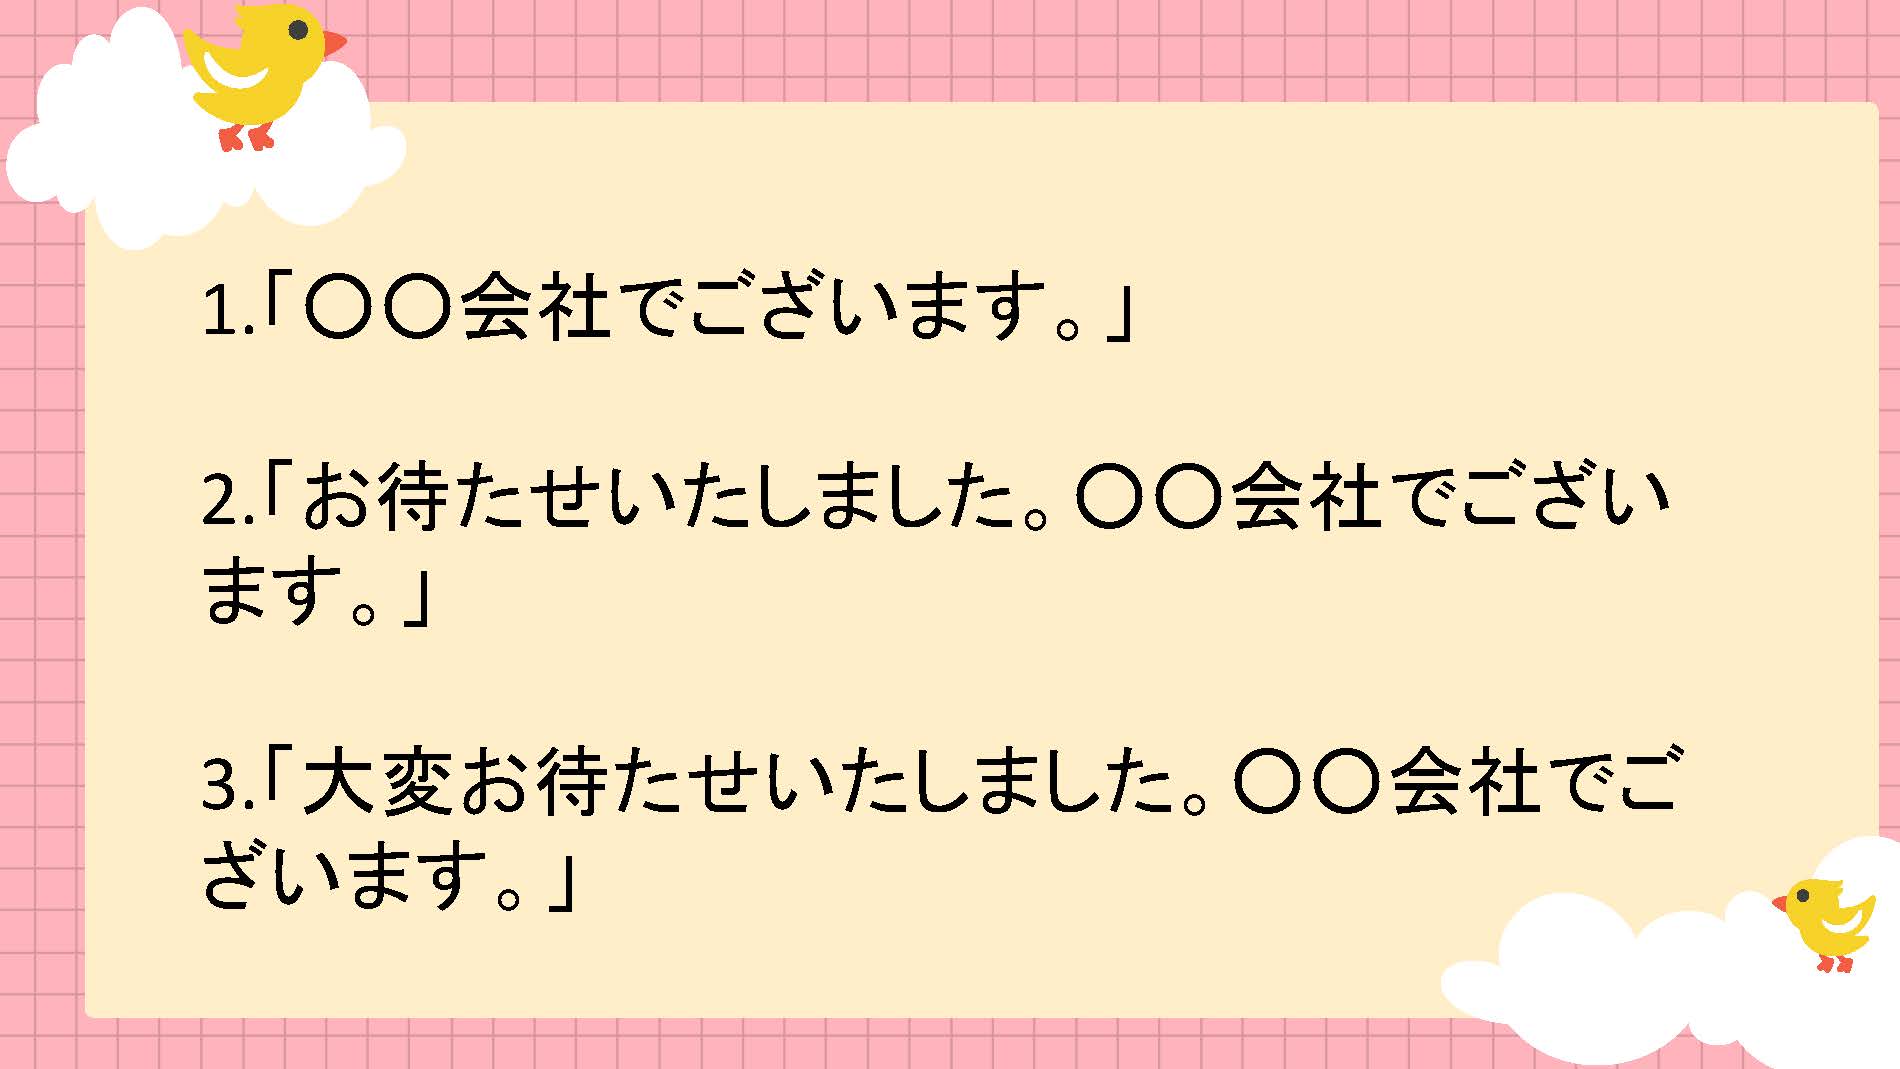 1.「〇〇会社でございます。」
2.「お待たせいたしました。〇〇会社でござい
ます。」
3.「大変お待たせいたしました。〇〇会社でご
ざいます。」